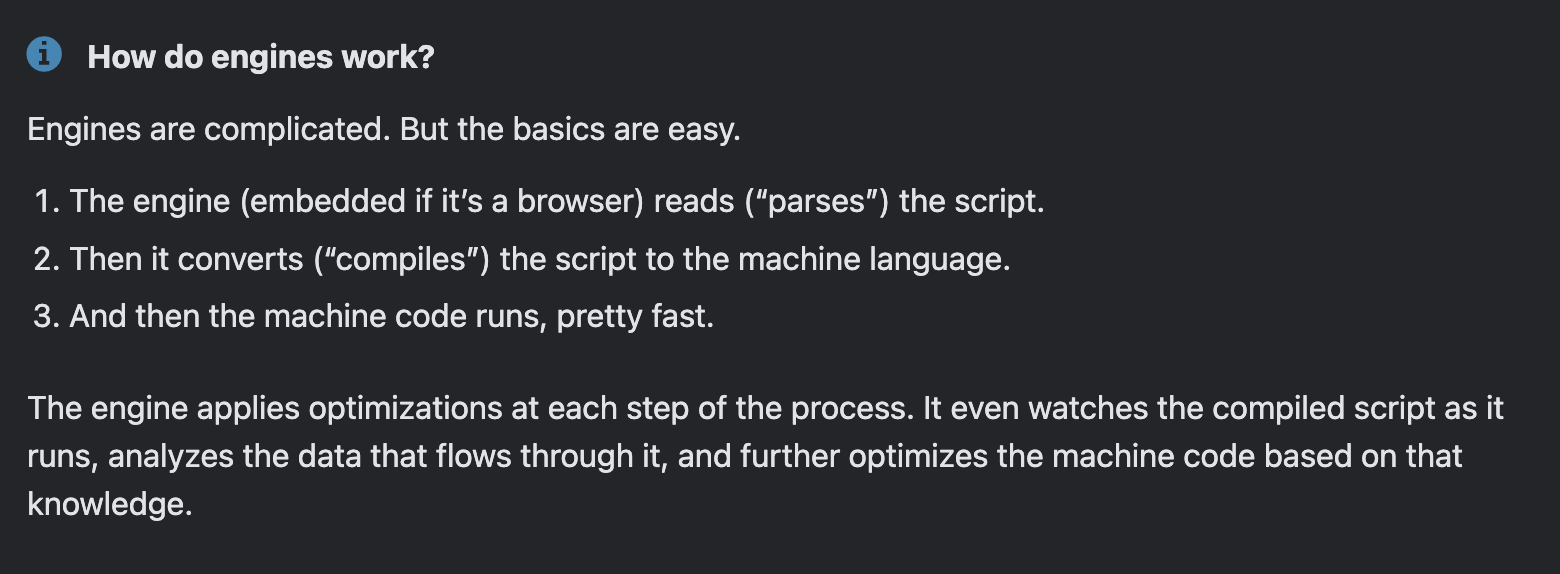 How do engines work?
Engines are complicated. But the basics are easy.
1. The engine (embedded if it’s a browser) reads (“parses”) the script.
2. Then it converts (“compiles”) the script to the machine language.
3. And then the machine code runs, pretty fast.
The engine applies optimizations at each step of the process. It even watches the compiled script as it
runs, analyzes the data that flows through it, and further optimizes the machine code based on that
knowledge.